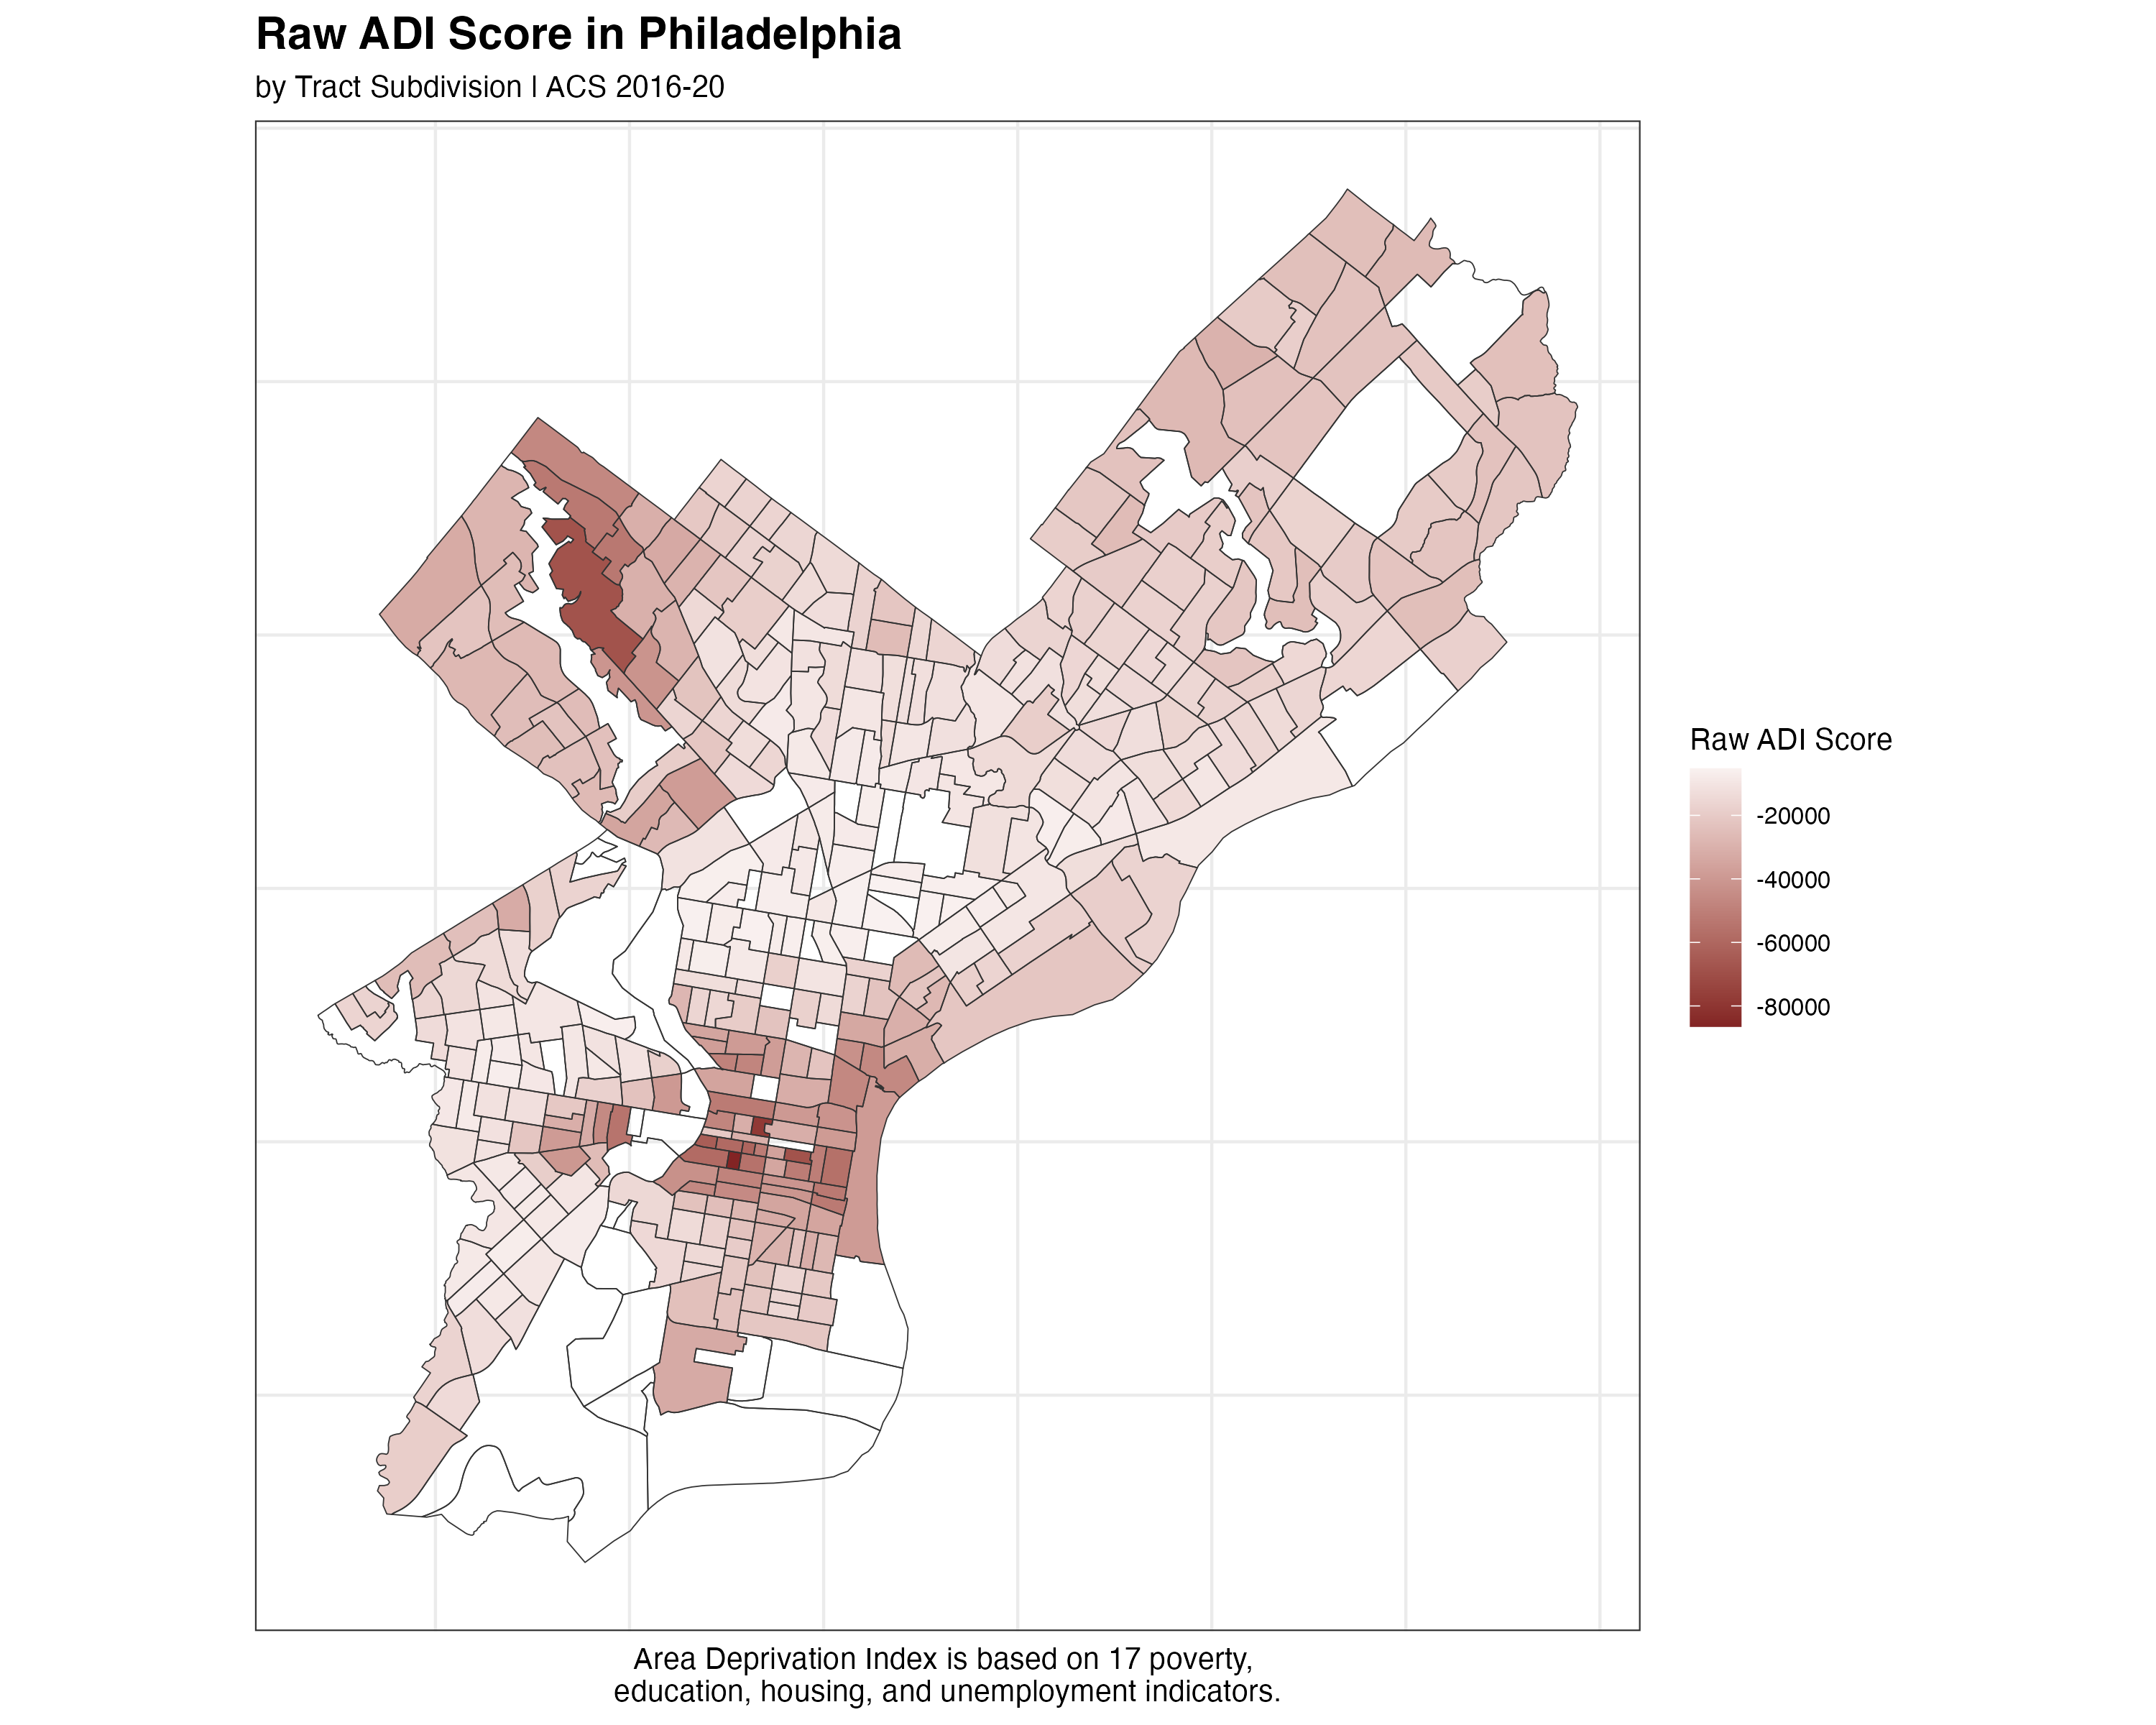 Raw ADI Score in Philadelphia
by Tract Subdivision | ACS 2016-20
Raw ADI Score
-20000
-40000
-60000
-80000
Area Deprivation Index is based on 17 poverty,
education, housing, and unemployment indicators.